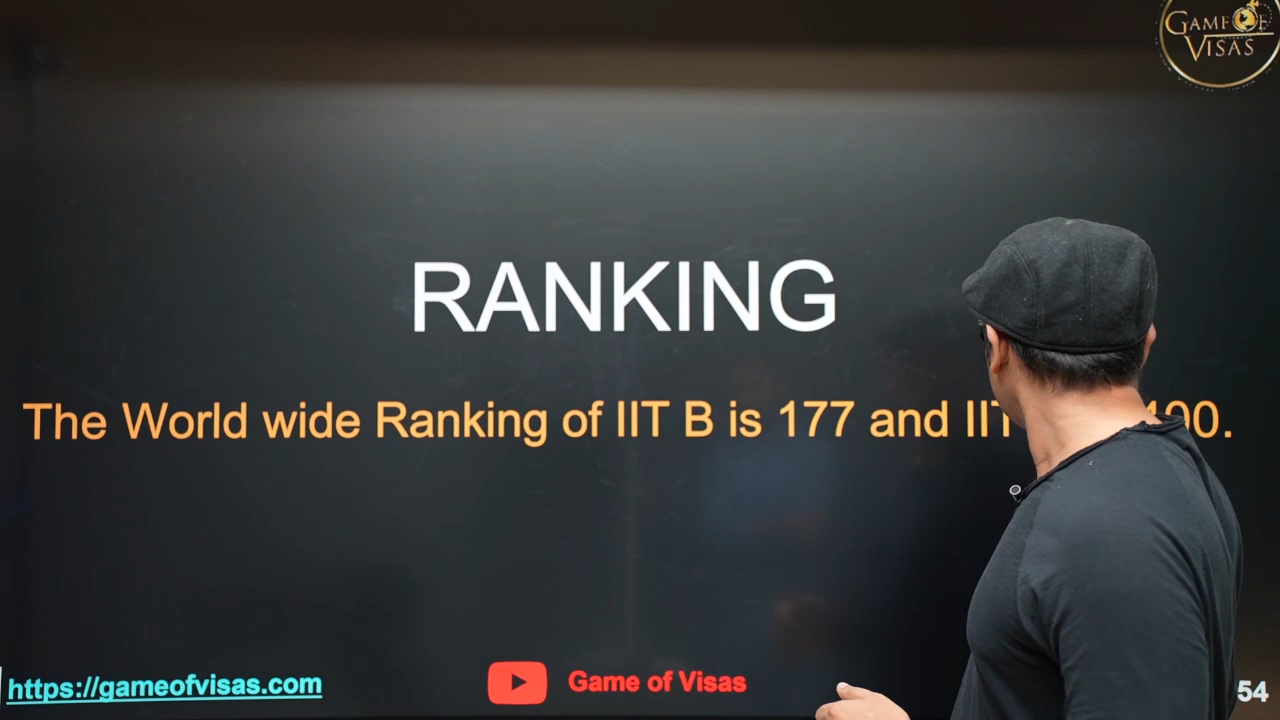 GAME OF
VISAS
RANKING
The World wide Ranking of IIT B is 177 and IIT
https://gameofvisas.com
Game of Visas
54